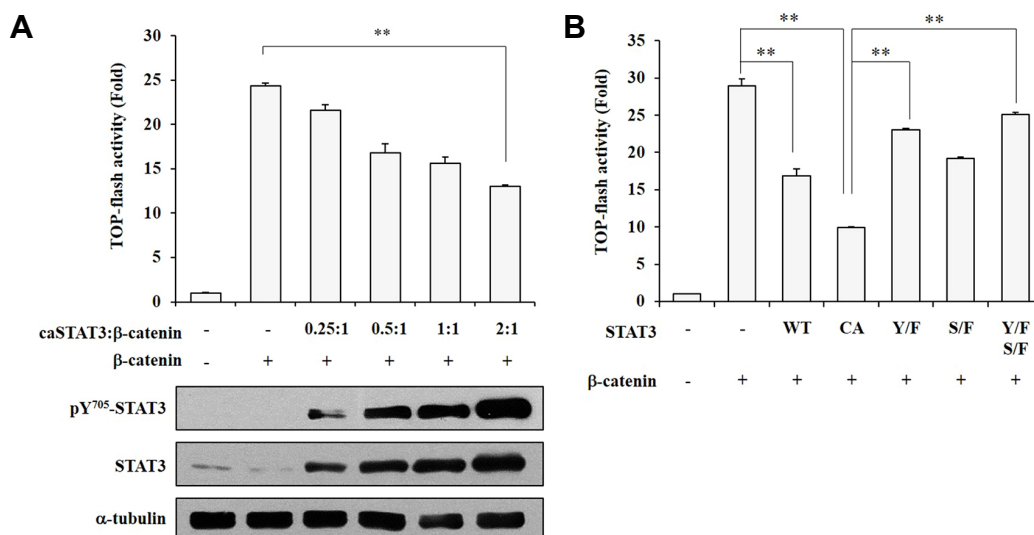 A
TOP-flash activity (Fold)
30
25
20
15
10
5
0
**
caSTAT3:β-catenin - - 0.25:1 0.5:1 1:1 2:1
β-catenin - + + + + +
pY705-STAT3
STAT3
α-tubulin
B
TOP-flash activity (Fold)
35
30
25
20
15
10
5
0
** **
** **
STAT3 - - WT CA Y/F S/F Y/F
S/F
β-catenin - + + + + + +